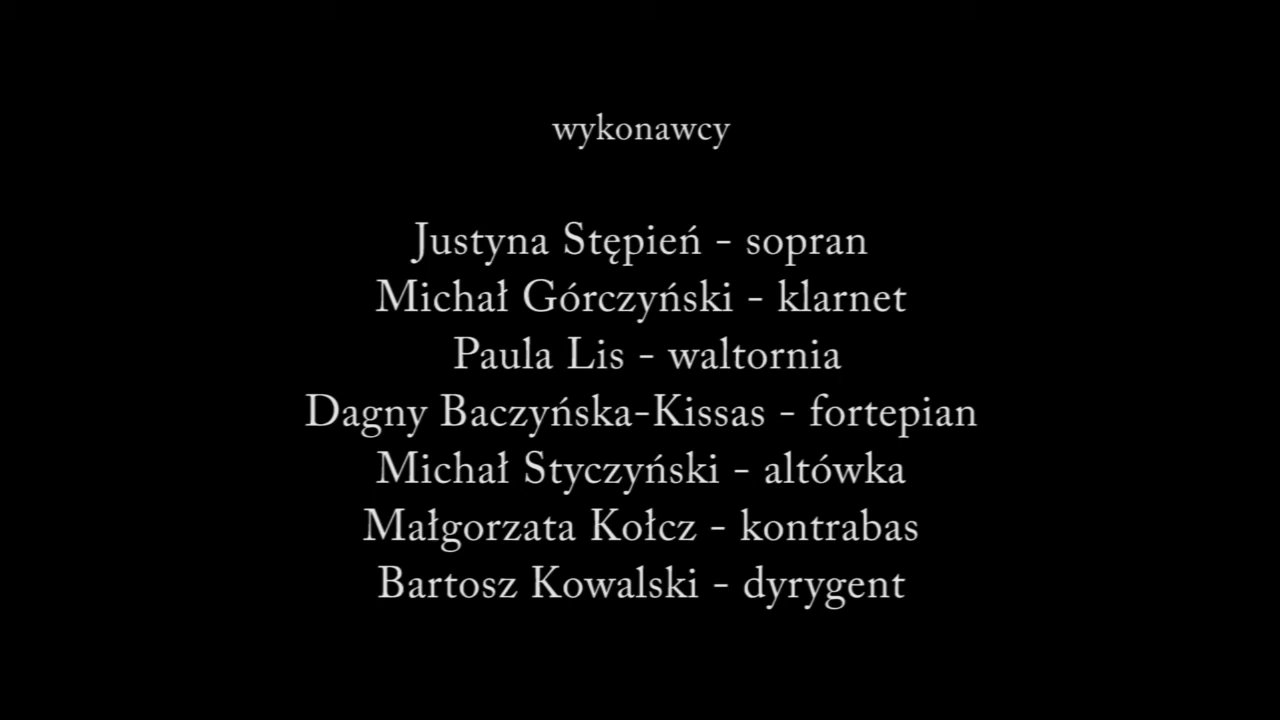 wykonawcy
Justyna Stępień - sopran
Michał Górczyński - klarnet
Paula Lis - waltornia
Dagny Baczyńska-Kissas - fortepian
Michał Styczyński - altówka
Małgorzata Kołcz - kontrabas
Bartosz Kowalski - dyrygent